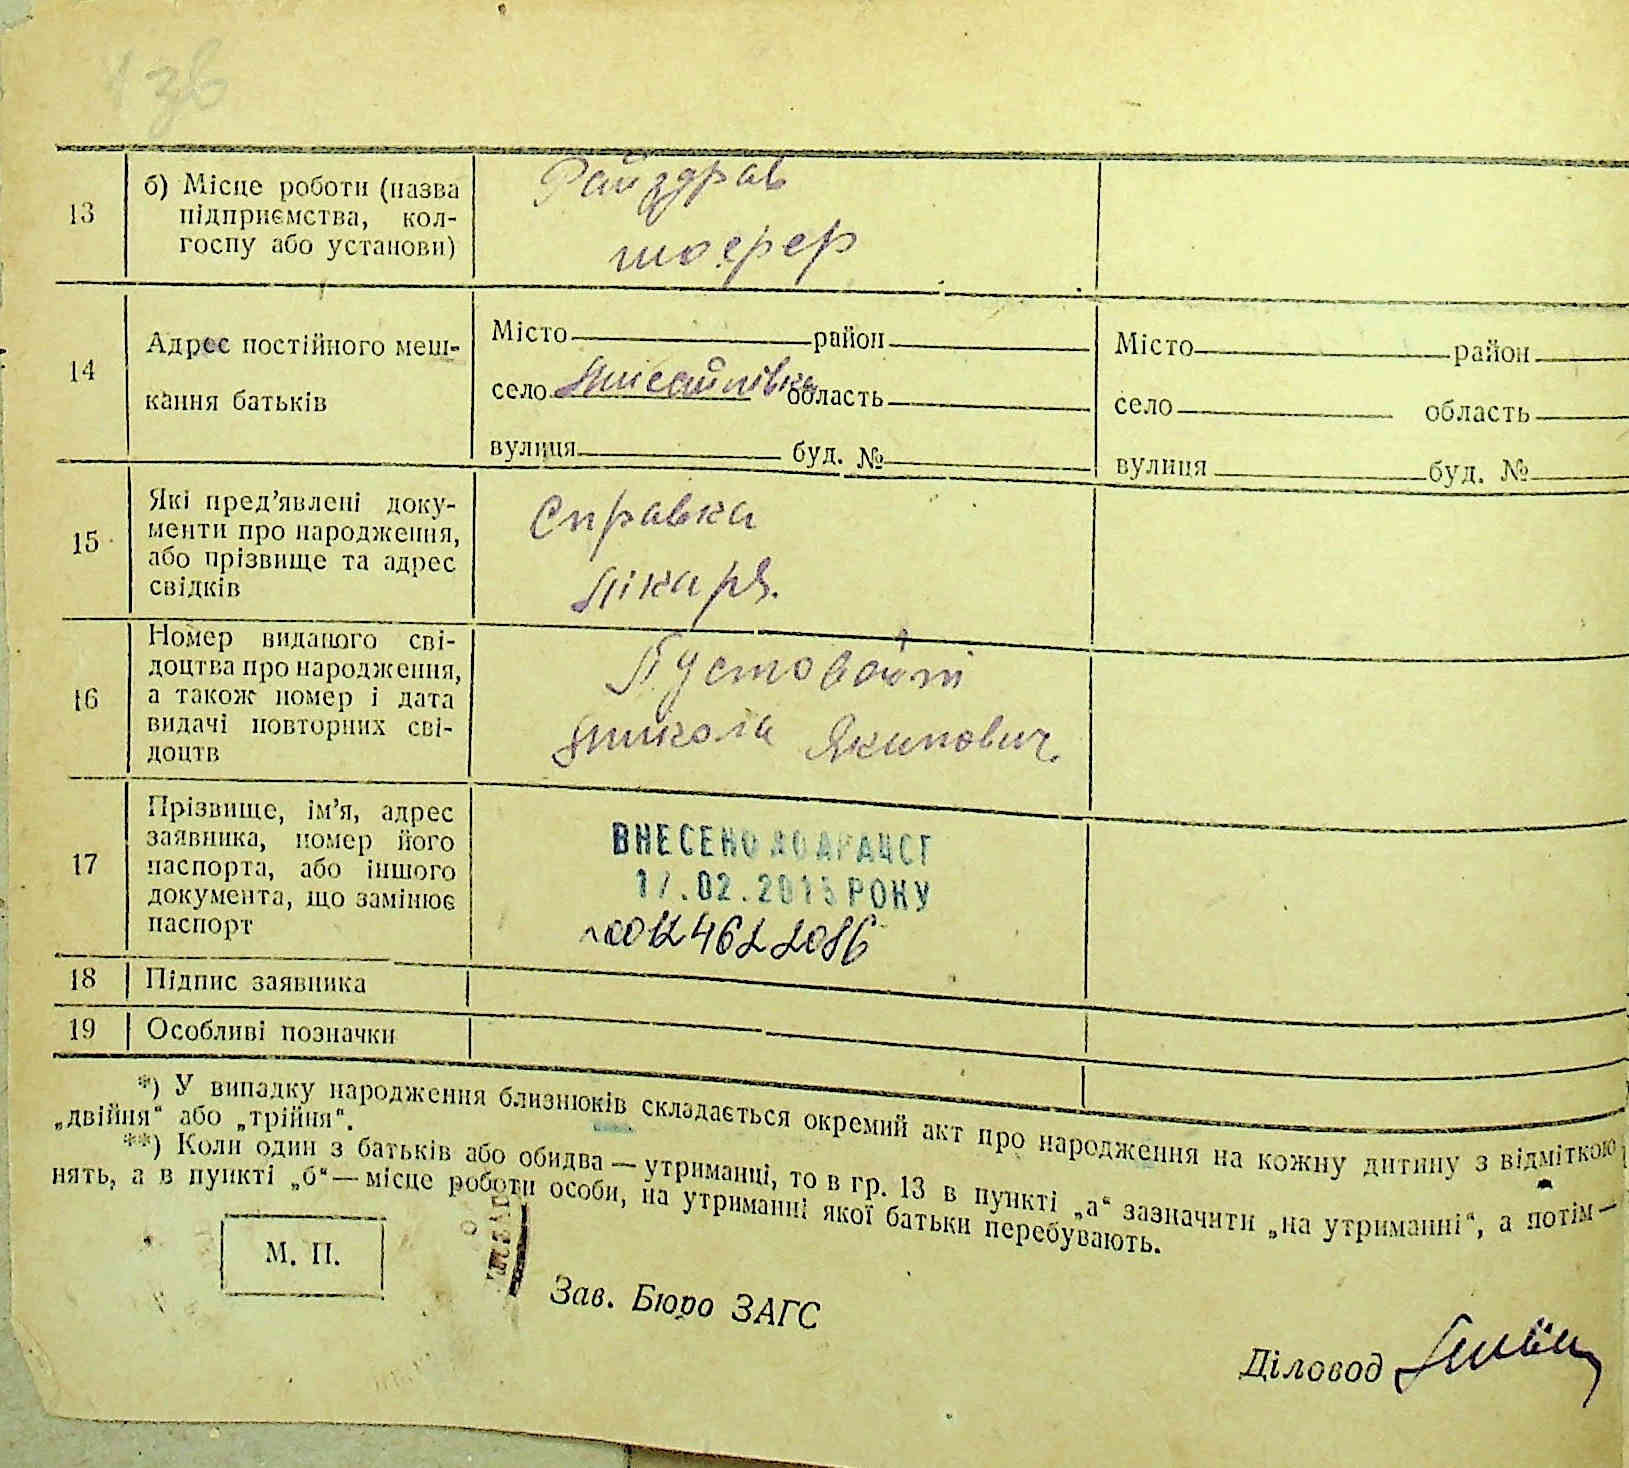 13
б) Місце роботи (назва
підприємства, кол-
госпу або установи)
Райздрав
шофер
14
Адрес постійного меш-
кання батьків
Місто район
село область
вулиця буд. №
Місто район
село область
вулиця буд. №
15
Які пред'явлені доку-
менти про народження,
або прізвище та адрес
свідків
Справка
лікаря.
16
Номер виданого сві-
доцтва про народження,
а також номер і дата
видачі повторних сві-
доцтв
Пустовойт
Микола Якимович.
17
Прізвище, ім'я, адрес
заявника, номер його
паспорта, або іншого
документа, що замінює
паспорт
ВНЕСЕНО ДО ДРАЦСГ
17.02.2015 РОКУ
18
Підпис заявника
19
Особливі позначки
*) У випадку народження близнюків складається окремий акт про народження на кожну дитину з відміткою
„двійня“ або „трійня“.
**) Коли один з батьків або обидва — утриманці, то в гр. 13 в пункті „а“ зазначити „на утриманні“, а потім —
нять, а в пункті „б“ — місце роботи особи, на утриманні якої батьки перебувають.
М. П.
Зав. Бюро ЗАГС
Діловод